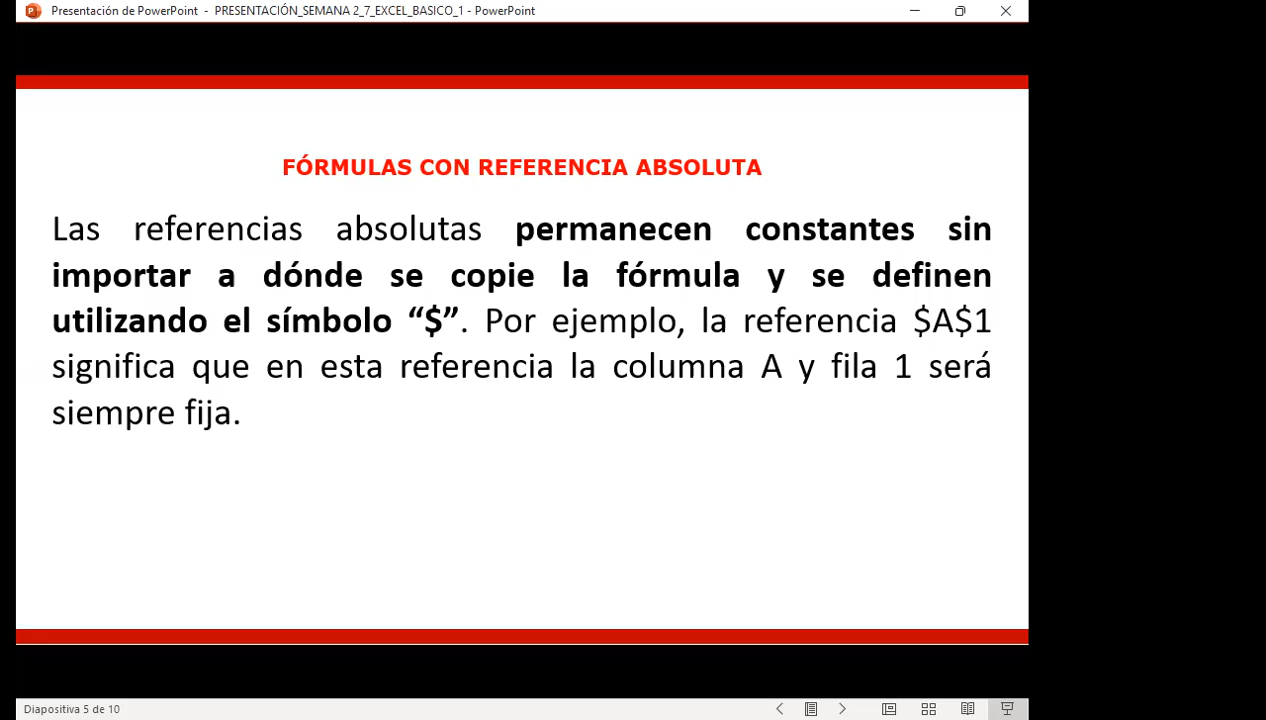 Presentación de PowerPoint - PRESENTACIÓN_SEMANA 2_7_EXCEL_BASICO_1 - PowerPoint
FÓRMULAS CON REFERENCIA ABSOLUTA
Las referencias absolutas permanecen constantes sin
importar a dónde se copie la fórmula y se definen
utilizando el símbolo “$”. Por ejemplo, la referencia $A$1
significa que en esta referencia la columna A y fila 1 será
siempre fija.
Diapositiva 5 de 10